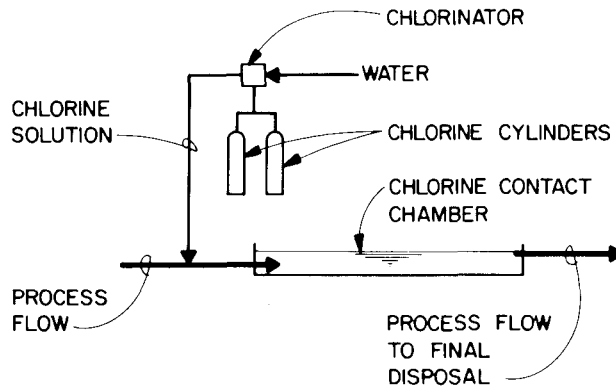 CHLORINATOR
WATER
CHLORINE
SOLUTION
CHLORINE CYLINDERS
CHLORINE CONTACT
CHAMBER
PROCESS
FLOW
PROCESS FLOW
TO FINAL
DISPOSAL